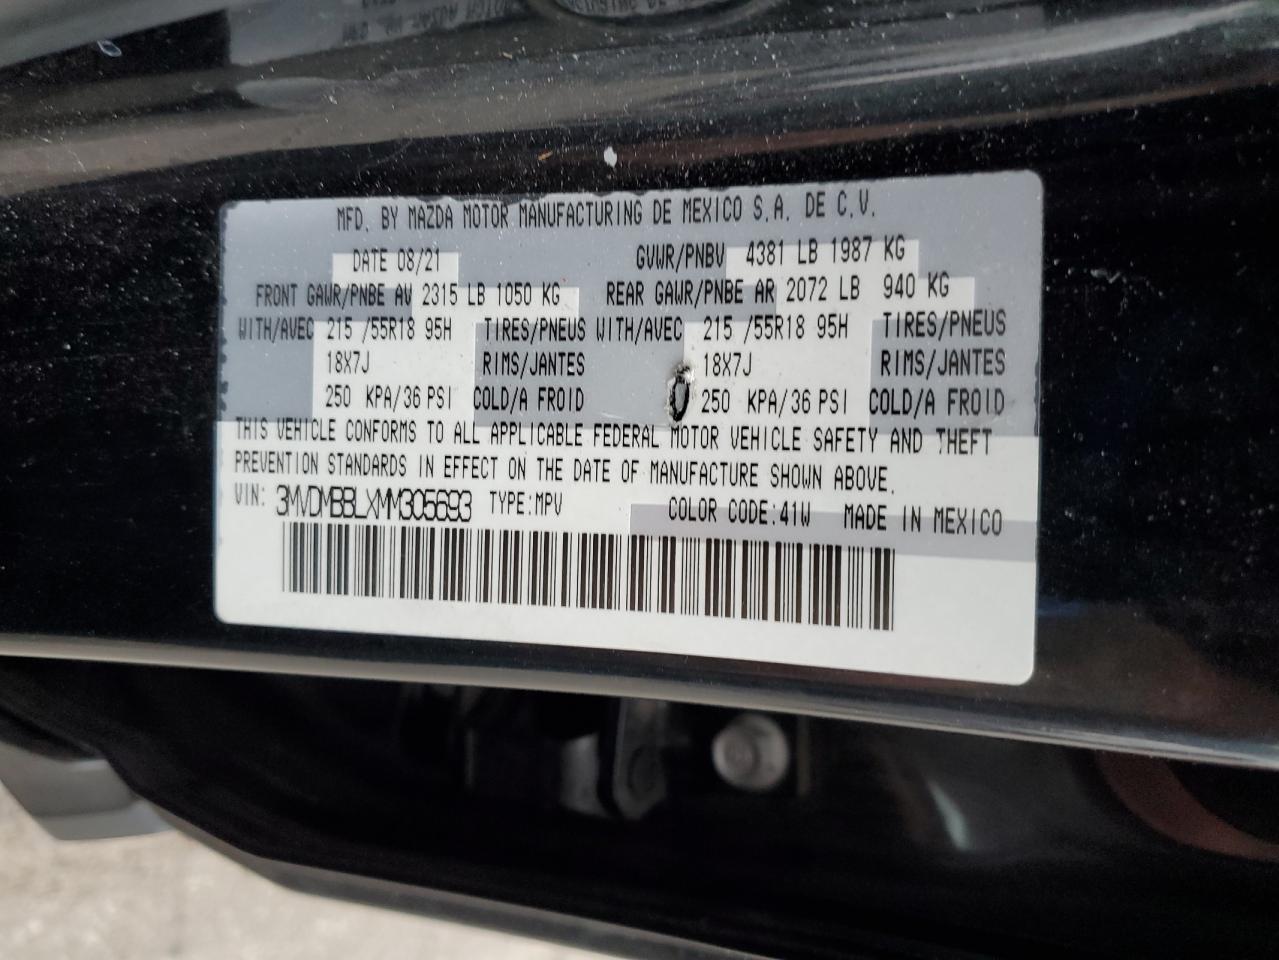 MFD. BY MAZDA MOTOR MANUFACTURING DE MEXICO S.A. DE C.V.
DATE 08/21 GVWR/PNBV 4381 LB 1987 KG
FRONT GAWR/PNBE AV 2315 LB 1050 KG REAR GAWR/PNBE AR 2072 LB 940 KG
WITH/AVEC 215 /55R18 95H TIRES/PNEUS WITH/AVEC 215 /55R18 95H TIRES/PNEUS
18X7J RIMS/JANTES 18X7J RIMS/JANTES
250 KPA/36 PSI COLD/A FROID 250 KPA/36 PSI COLD/A FROID
THIS VEHICLE CONFORMS TO ALL APPLICABLE FEDERAL MOTOR VEHICLE SAFETY AND THEFT
PREVENTION STANDARDS IN EFFECT ON THE DATE OF MANUFACTURE SHOWN ABOVE.
VIN: 3MVDMBBLXMM305693 TYPE:MPV COLOR CODE:41W MADE IN MEXICO